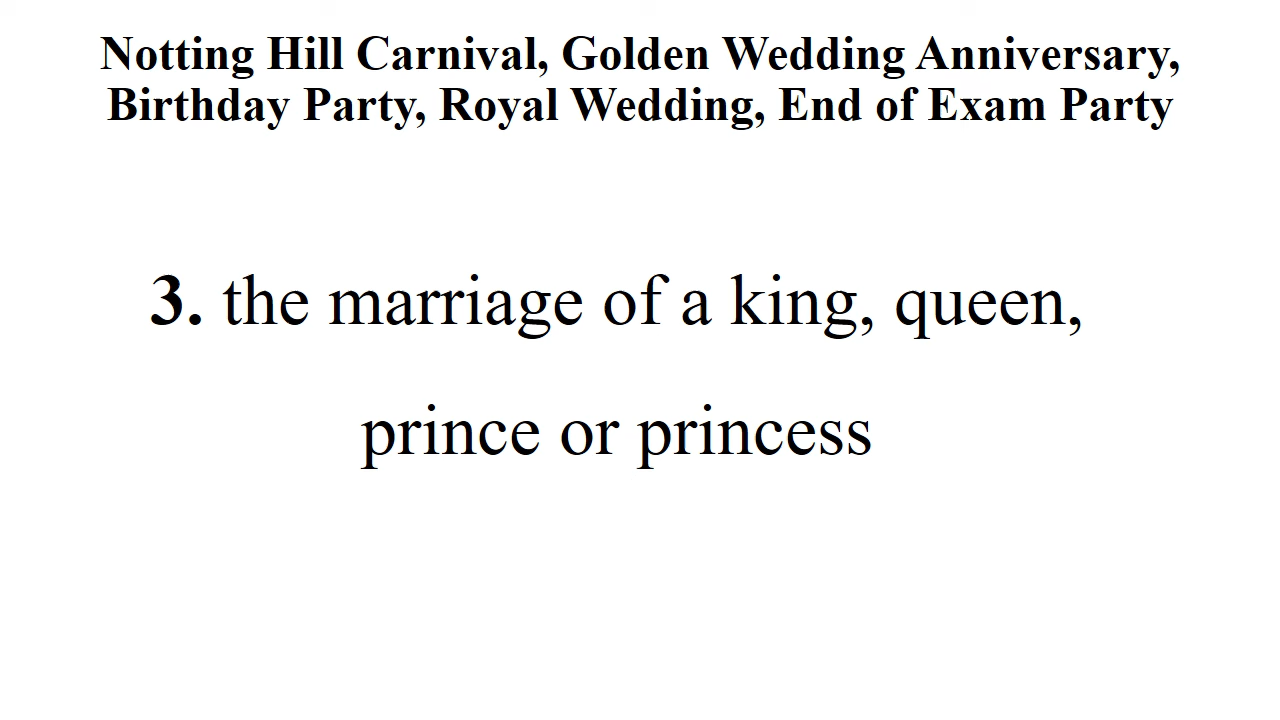 Notting Hill Carnival, Golden Wedding Anniversary,
Birthday Party, Royal Wedding, End of Exam Party
3. the marriage of a king, queen,
prince or princess